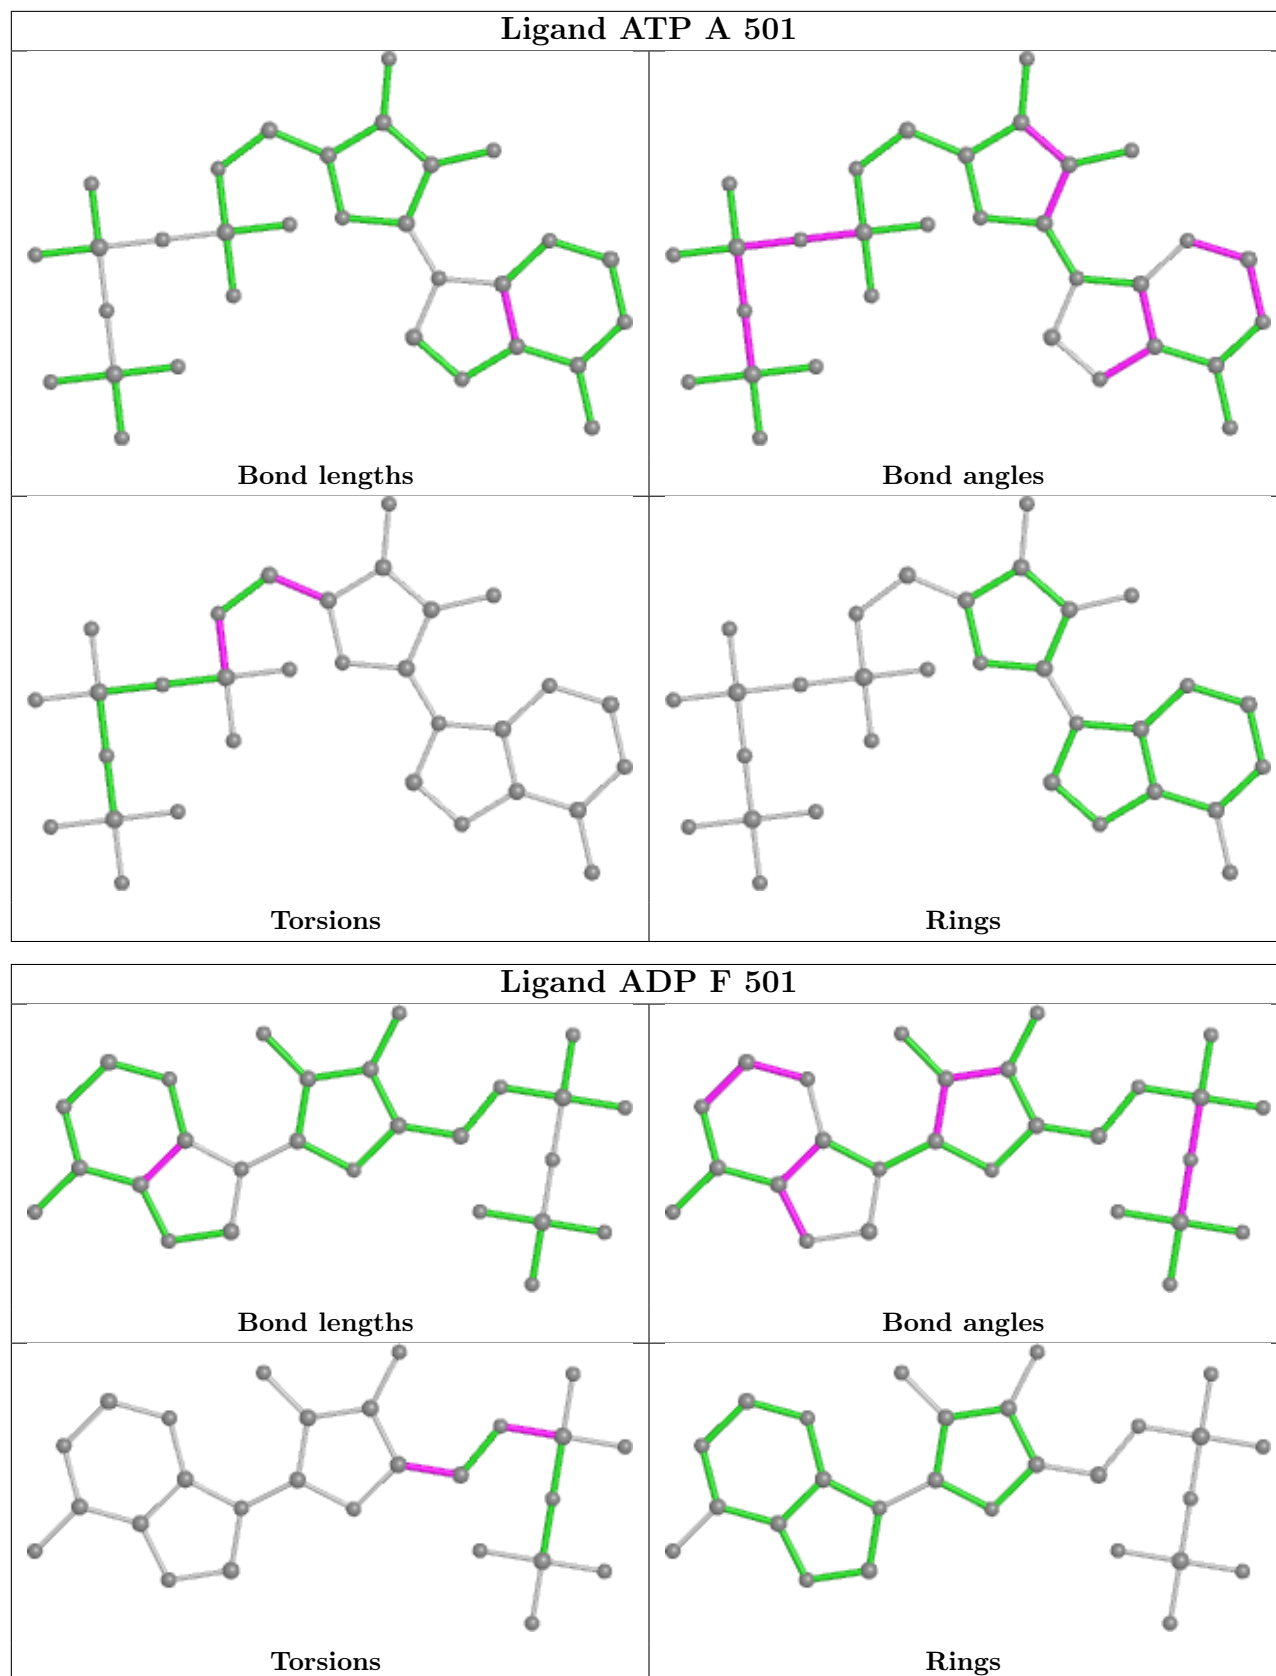 Ligand ATP A 501
Bond lengths
Bond angles
Torsions
Rings
Ligand ADP F 501
Bond lengths
Bond angles
Torsions
Rings